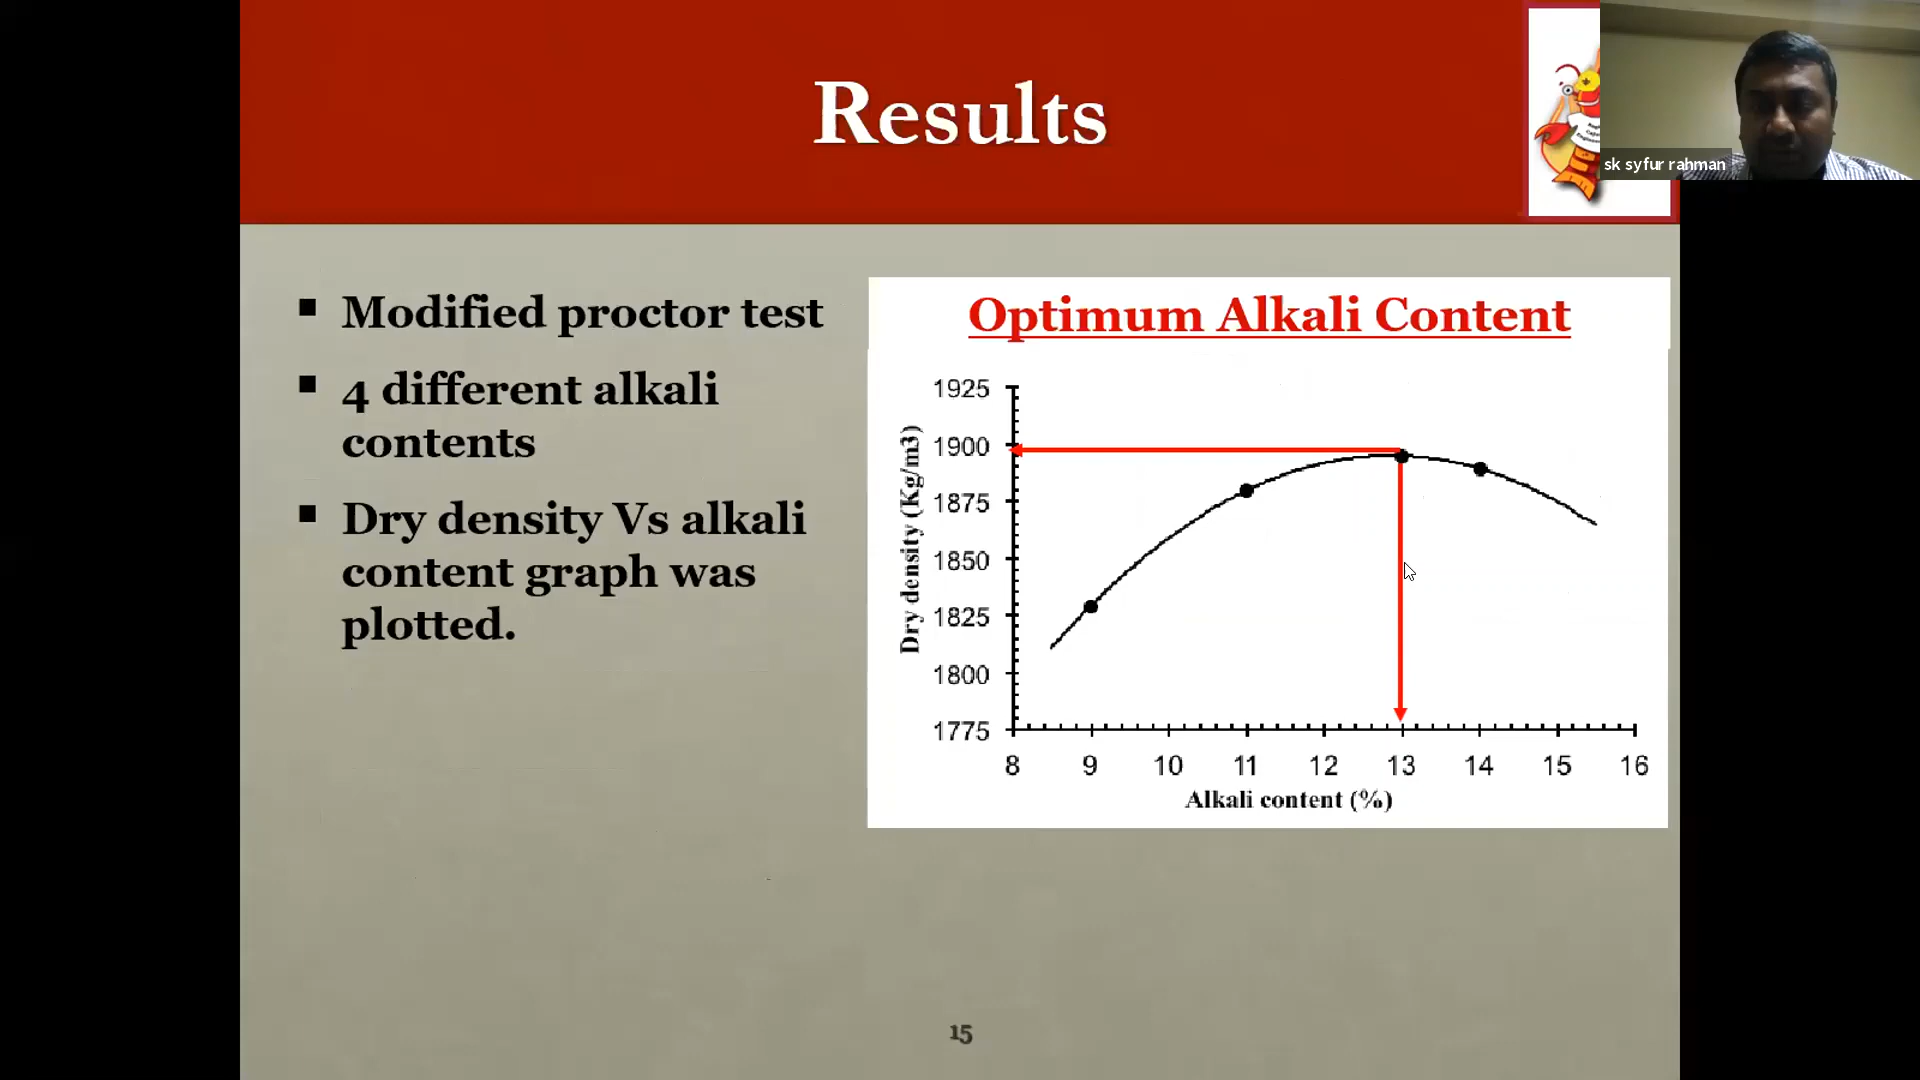 Results
sk syfur rahman
▪ Modified proctor test
▪ 4 different alkali
contents
▪ Dry density Vs alkali
content graph was
plotted.
Optimum Alkali Content
1925
1900
1875
1850
1825
1800
1775
Dry density (Kg/m3)
8 9 10 11 12 13 14 15 16
Alkali content (%)
15